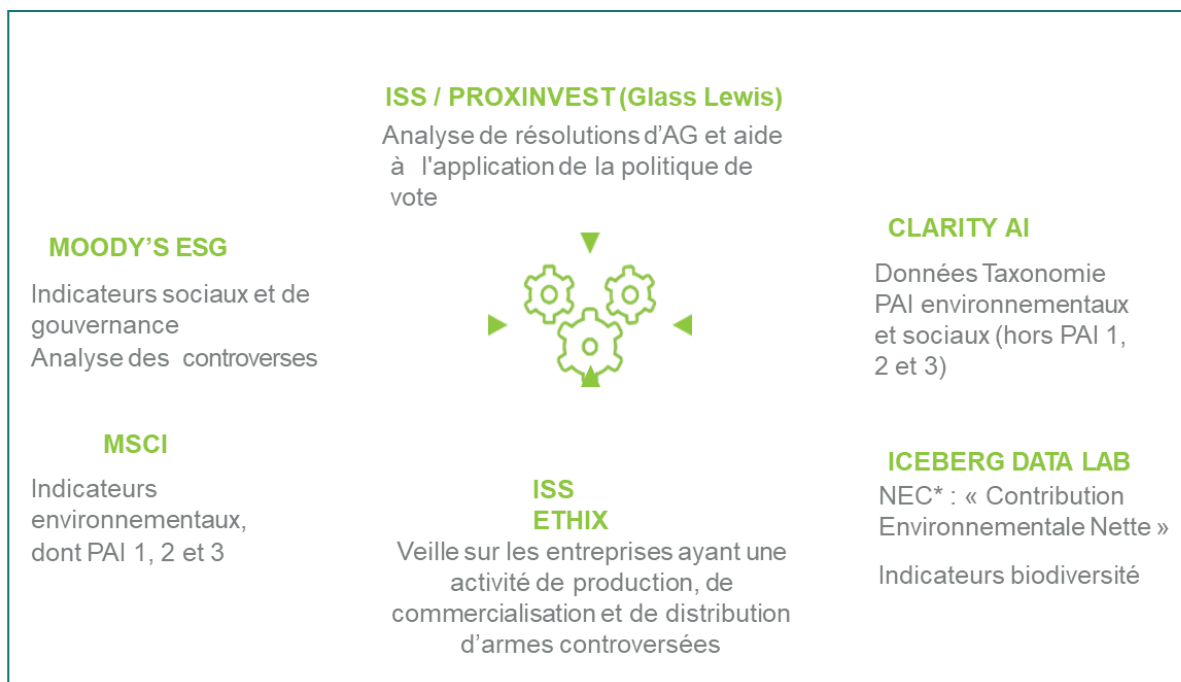 ISS / PROXINVEST (Glass Lewis)
Analyse de résolutions d'AG et aide
à l'application de la politique de
vote
MOODY'S ESG
Indicateurs sociaux et de
gouvernance
Analyse des controverses
CLARITY AI
Données Taxonomie
PAI environnementaux
et sociaux (hors PAI 1,
2 et 3)
MSCI
Indicateurs
environnementaux,
dont PAI 1, 2 et 3
ISS
ETHIX
Veille sur les entreprises ayant une
activité de production, de
commercialisation et de distribution
d'armes controversées
ICEBERG DATA LAB
NEC* : « Contribution
Environnementale Nette »
Indicateurs biodiversité